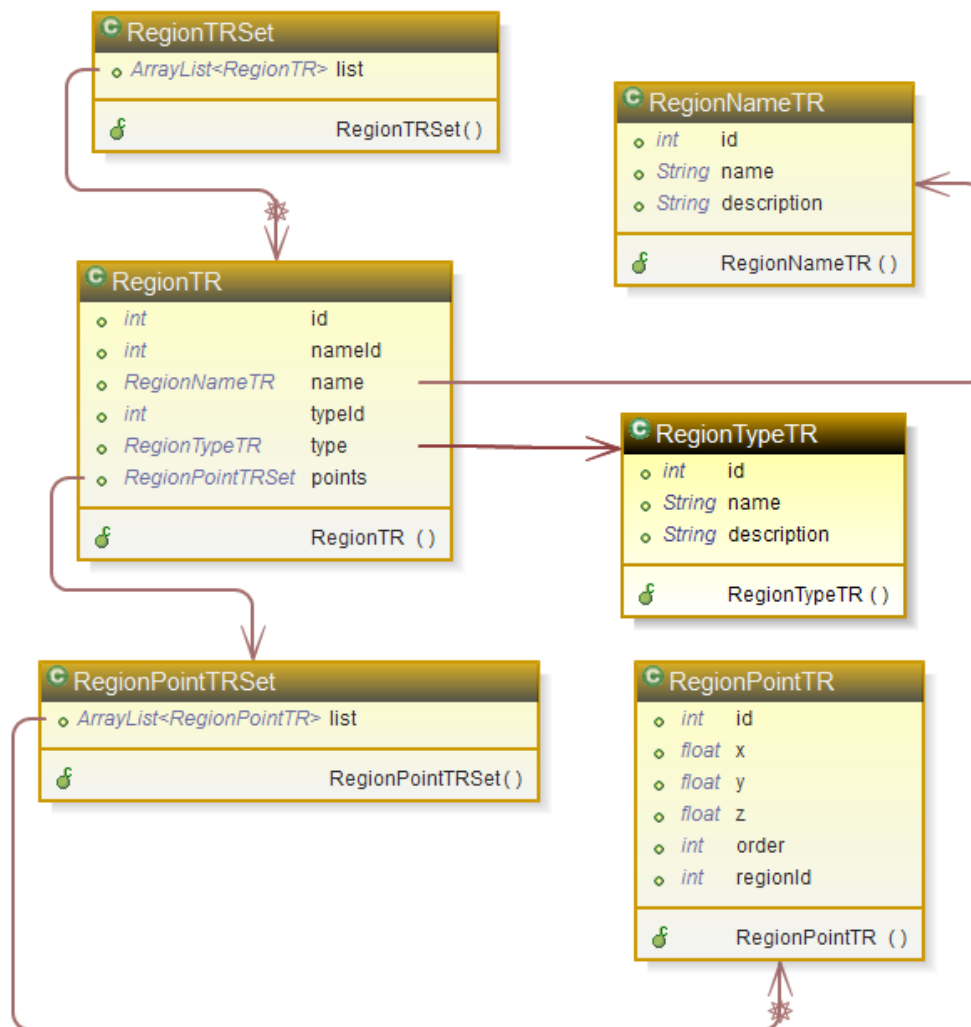 C RegionTRSet
ArrayList<RegionTR> list
RegionTRSet()
C RegionNameTR
int id
String name
String description
RegionNameTR ()
C RegionTR
int id
int nameId
RegionNameTR name
int typeId
RegionTypeTR type
RegionPointTRSet points
RegionTR ()
C RegionTypeTR
int id
String name
String description
RegionTypeTR ()
C RegionPointTRSet
ArrayList<RegionPointTR> list
RegionPointTRSet()
C RegionPointTR
int id
float x
float y
float z
int order
int regionId
RegionPointTR ()